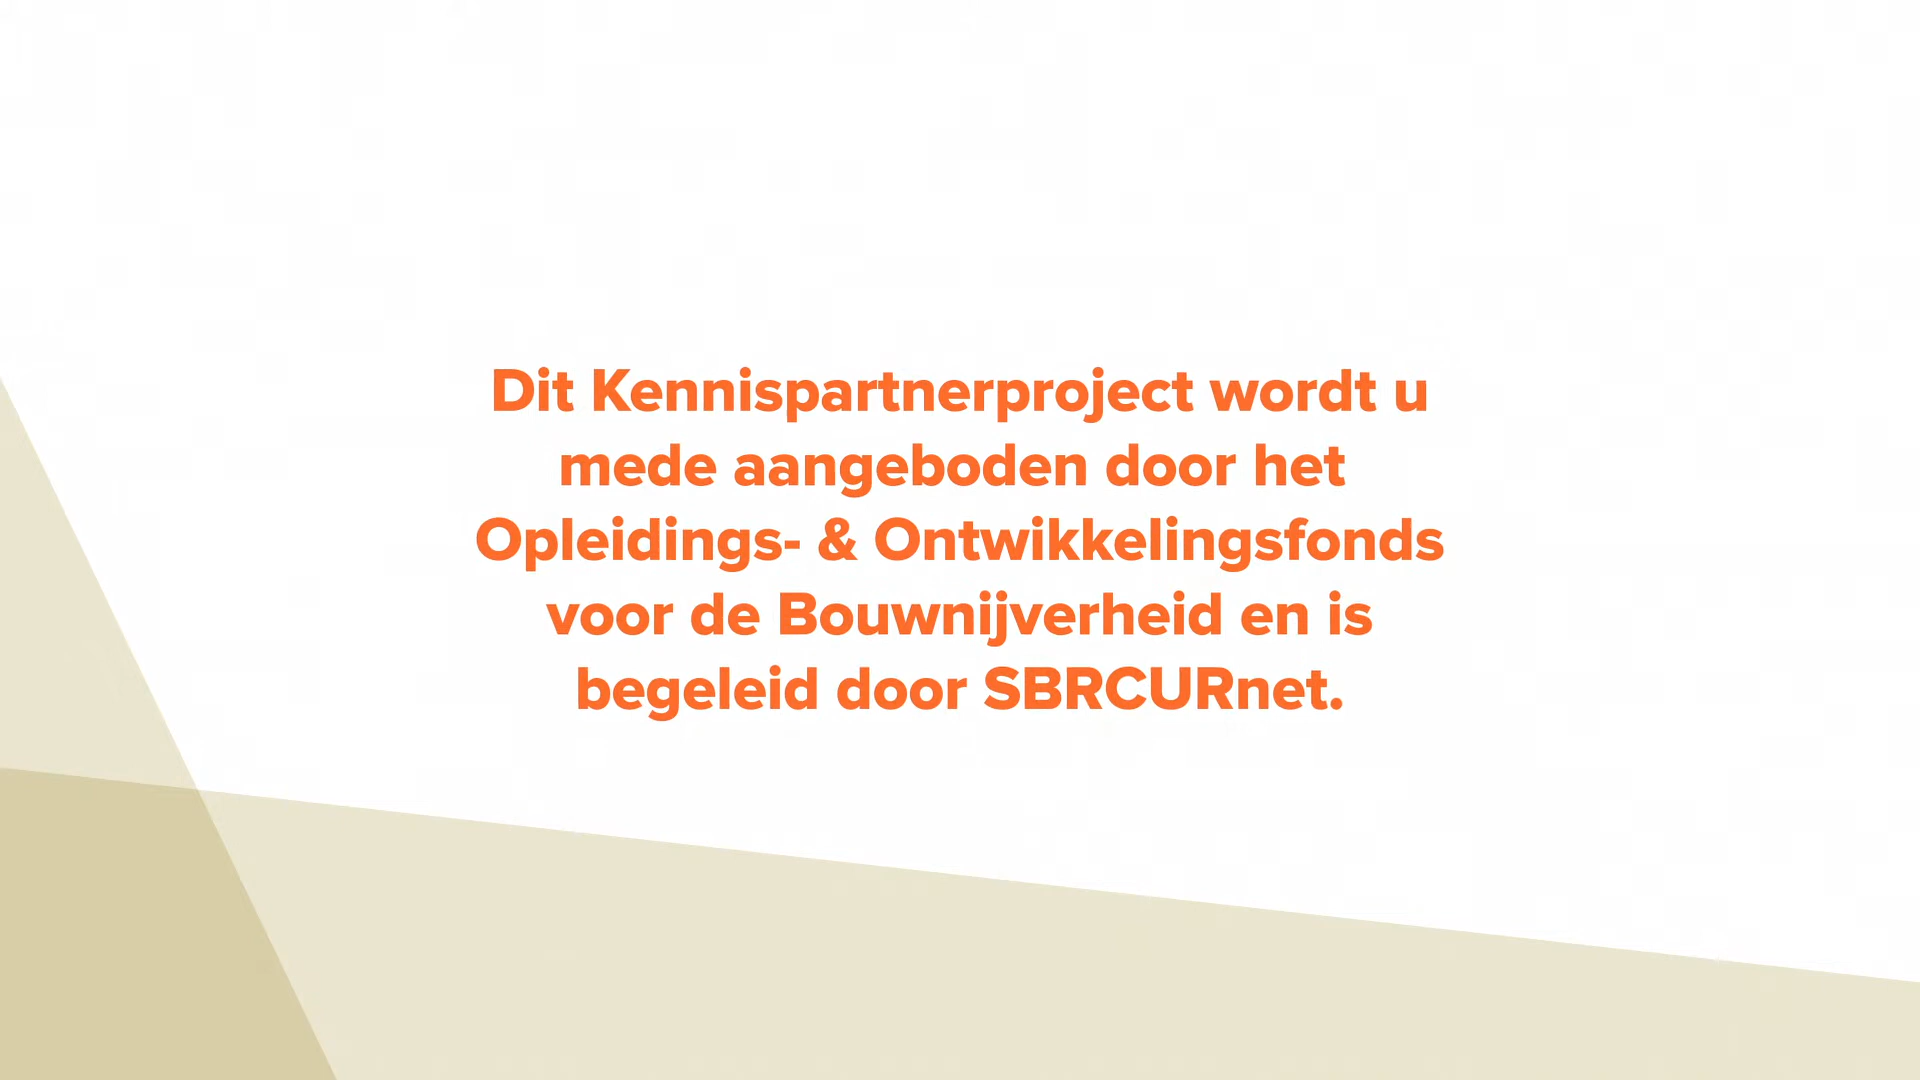 Dit Kennispartnerproject wordt u
mede aangeboden door het
Opleidings- & Ontwikkelingsfonds
voor de Bouwnijverheid en is
begeleid door SBRCURnet.